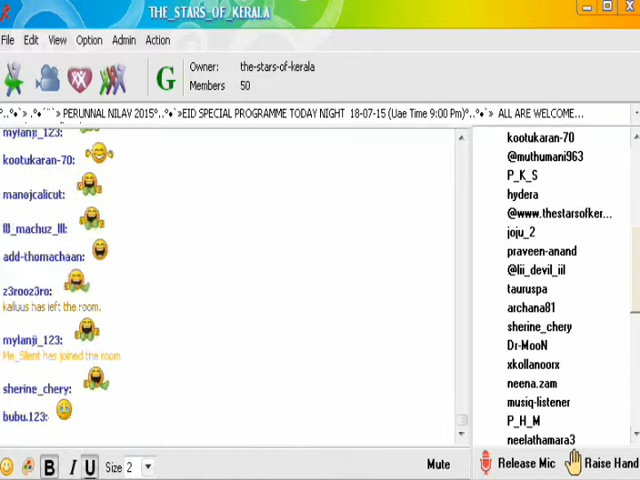 THE_STARS_OF_KERALA
File Edit View Option Admin Action
G
Owner: the-stars-of-kerala
Members 50
°..°•`» .°•´¨`» PERUNNAL NILAV 2015°..°•`»EID SPECIAL PROGRAMME TODAY NIGHT 18-07-15 (Uae Time 9:00 Pm)°..°•`» ALL ARE WELCOME...
mylanji_123:
kootukaran-70:
manojcalicut:
lll_machuz_lll:
add-thomachaan:
z3rooz3ro:
kalluus has left the room.
mylanji_123:
Me_Silent has joined the room
sherine_chery:
bubu.123:
kootukaran-70
@muthumani963
P_K_S
hydera
@www.thestarsofker...
joju_2
praveen-anand
@lii_devil_iil
tauruspa
archana81
sherine_chery
Dr-MooN
xkollanoorx
neena.zam
musiq-listener
P_H_M
neelathamara3
B I U Size 2 Mute Release Mic Raise Hand